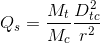 Q_s = \frac{M_t}{M_c} \frac{D_{tc}^2}{r^2}